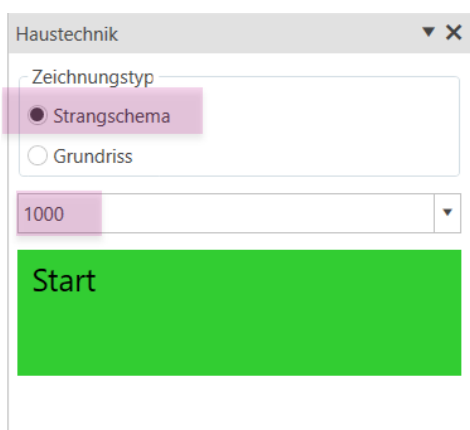 Haustechnik
Zeichnungstyp
Strangschema
Grundriss
1000
Start